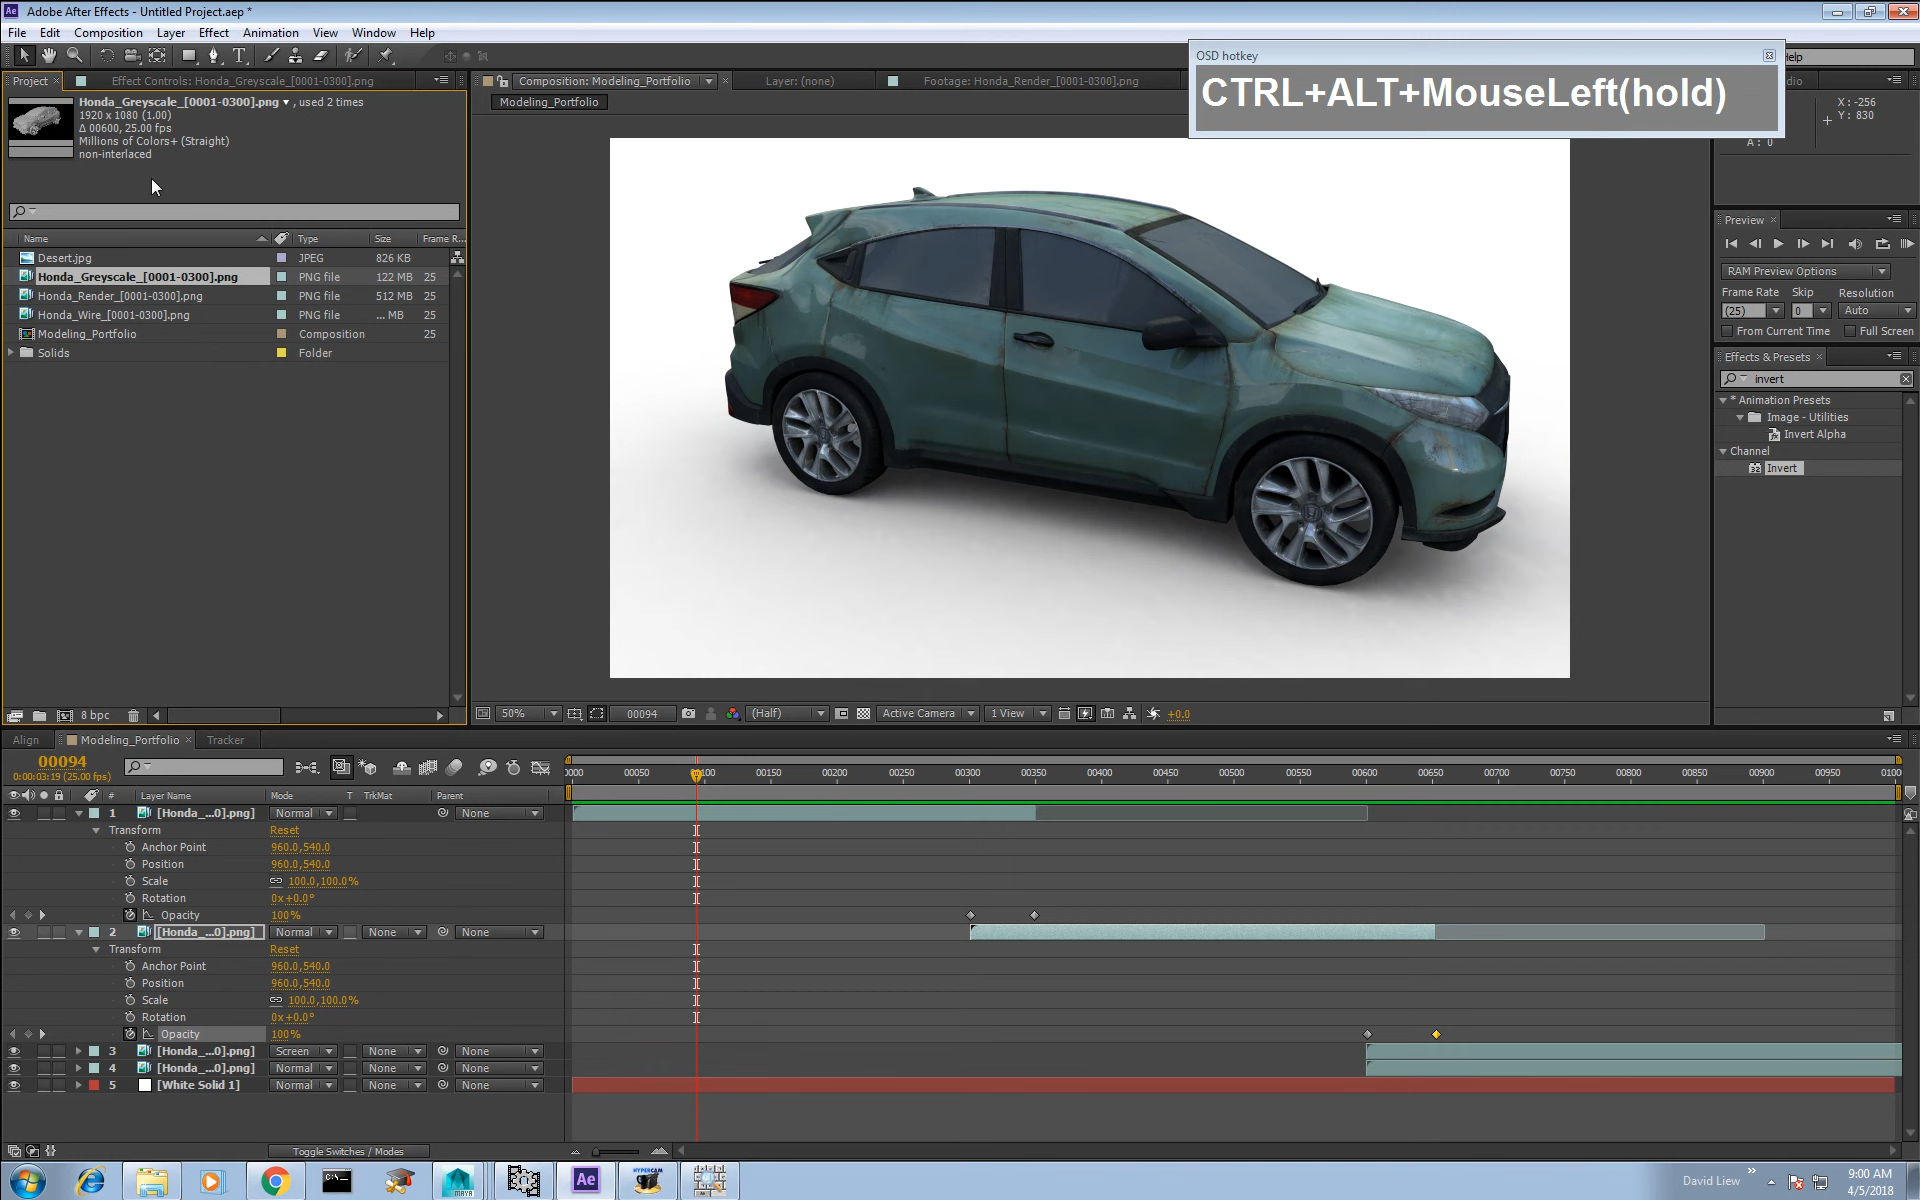 Adobe After Effects - Untitled Project.aep *
File Edit Composition Layer Effect Animation View Window Help
OSD hotkey
CTRL+ALT+MouseLeft(hold)
Help
Project
Effect Controls: Honda_Greyscale_[0001-0300].png
Composition: Modeling_Portfolio
Layer: (none)
Footage: Honda_Render_[0001-0300].png
Modeling_Portfolio
Honda_Greyscale_[0001-0300].png , used 2 times
1920 x 1080 (1.00)
Δ 00600, 25.00 fps
Millions of Colors+ (Straight)
non-interlaced
X: -256
Y: 830
A: 0
Name Type Size Frame R...
Desert.jpg JPEG 826 KB
Honda_Greyscale_[0001-0300].png PNG file 122 MB 25
Honda_Render_[0001-0300].png PNG file 512 MB 25
Honda_Wire_[0001-0300].png PNG file ... MB 25
Modeling_Portfolio Composition 25
Solids Folder
8 bpc
Preview
RAM Preview Options
Frame Rate Skip Resolution
(25) 0 Auto
From Current Time Full Screen
Effects & Presets
invert
* Animation Presets
Image - Utilities
Invert Alpha
Channel
Invert
50% 00094 (Half) Active Camera 1 View +0.0
Align Modeling_Portfolio Tracker
00094
0:00:03:19 (25.00 fps)
0000 00050 00100 00150 00200 00250 00300 00350 00400 00450 00500 00550 00600 00650 00700 00750 00800 00850 00900 00950 0100
# Layer Name Mode T TrkMat Parent
1 [Honda_...0].png] Normal None
Transform Reset
Anchor Point 960.0,540.0
Position 960.0,540.0
Scale 100.0,100.0%
Rotation 0x+0.0°
Opacity 100%
2 [Honda_...0].png] Normal None None
Transform Reset
Anchor Point 960.0,540.0
Position 960.0,540.0
Scale 100.0,100.0%
Rotation 0x+0.0°
Opacity 100%
3 [Honda_...0].png] Screen None None
4 [Honda_...0].png] Normal None None
5 [White Solid 1] Normal None None
Toggle Switches / Modes
Ae
MAYA
HYPERCAM
David Liew
9:00 AM
4/5/2018